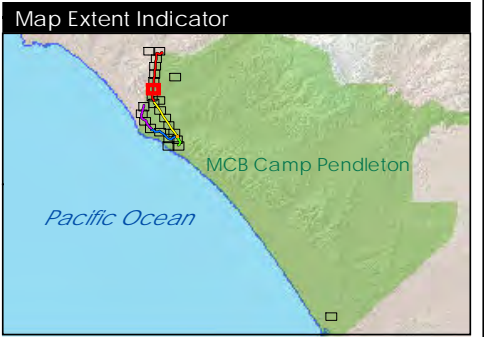 Map Extent Indicator
MCB Camp Pendleton
Pacific Ocean